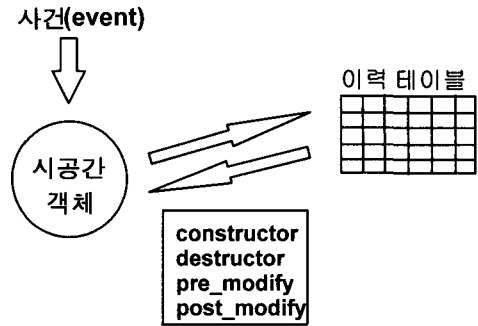 사건(event)
이력 테이블
시공간
객체
constructor
destructor
pre_modify
post_modify